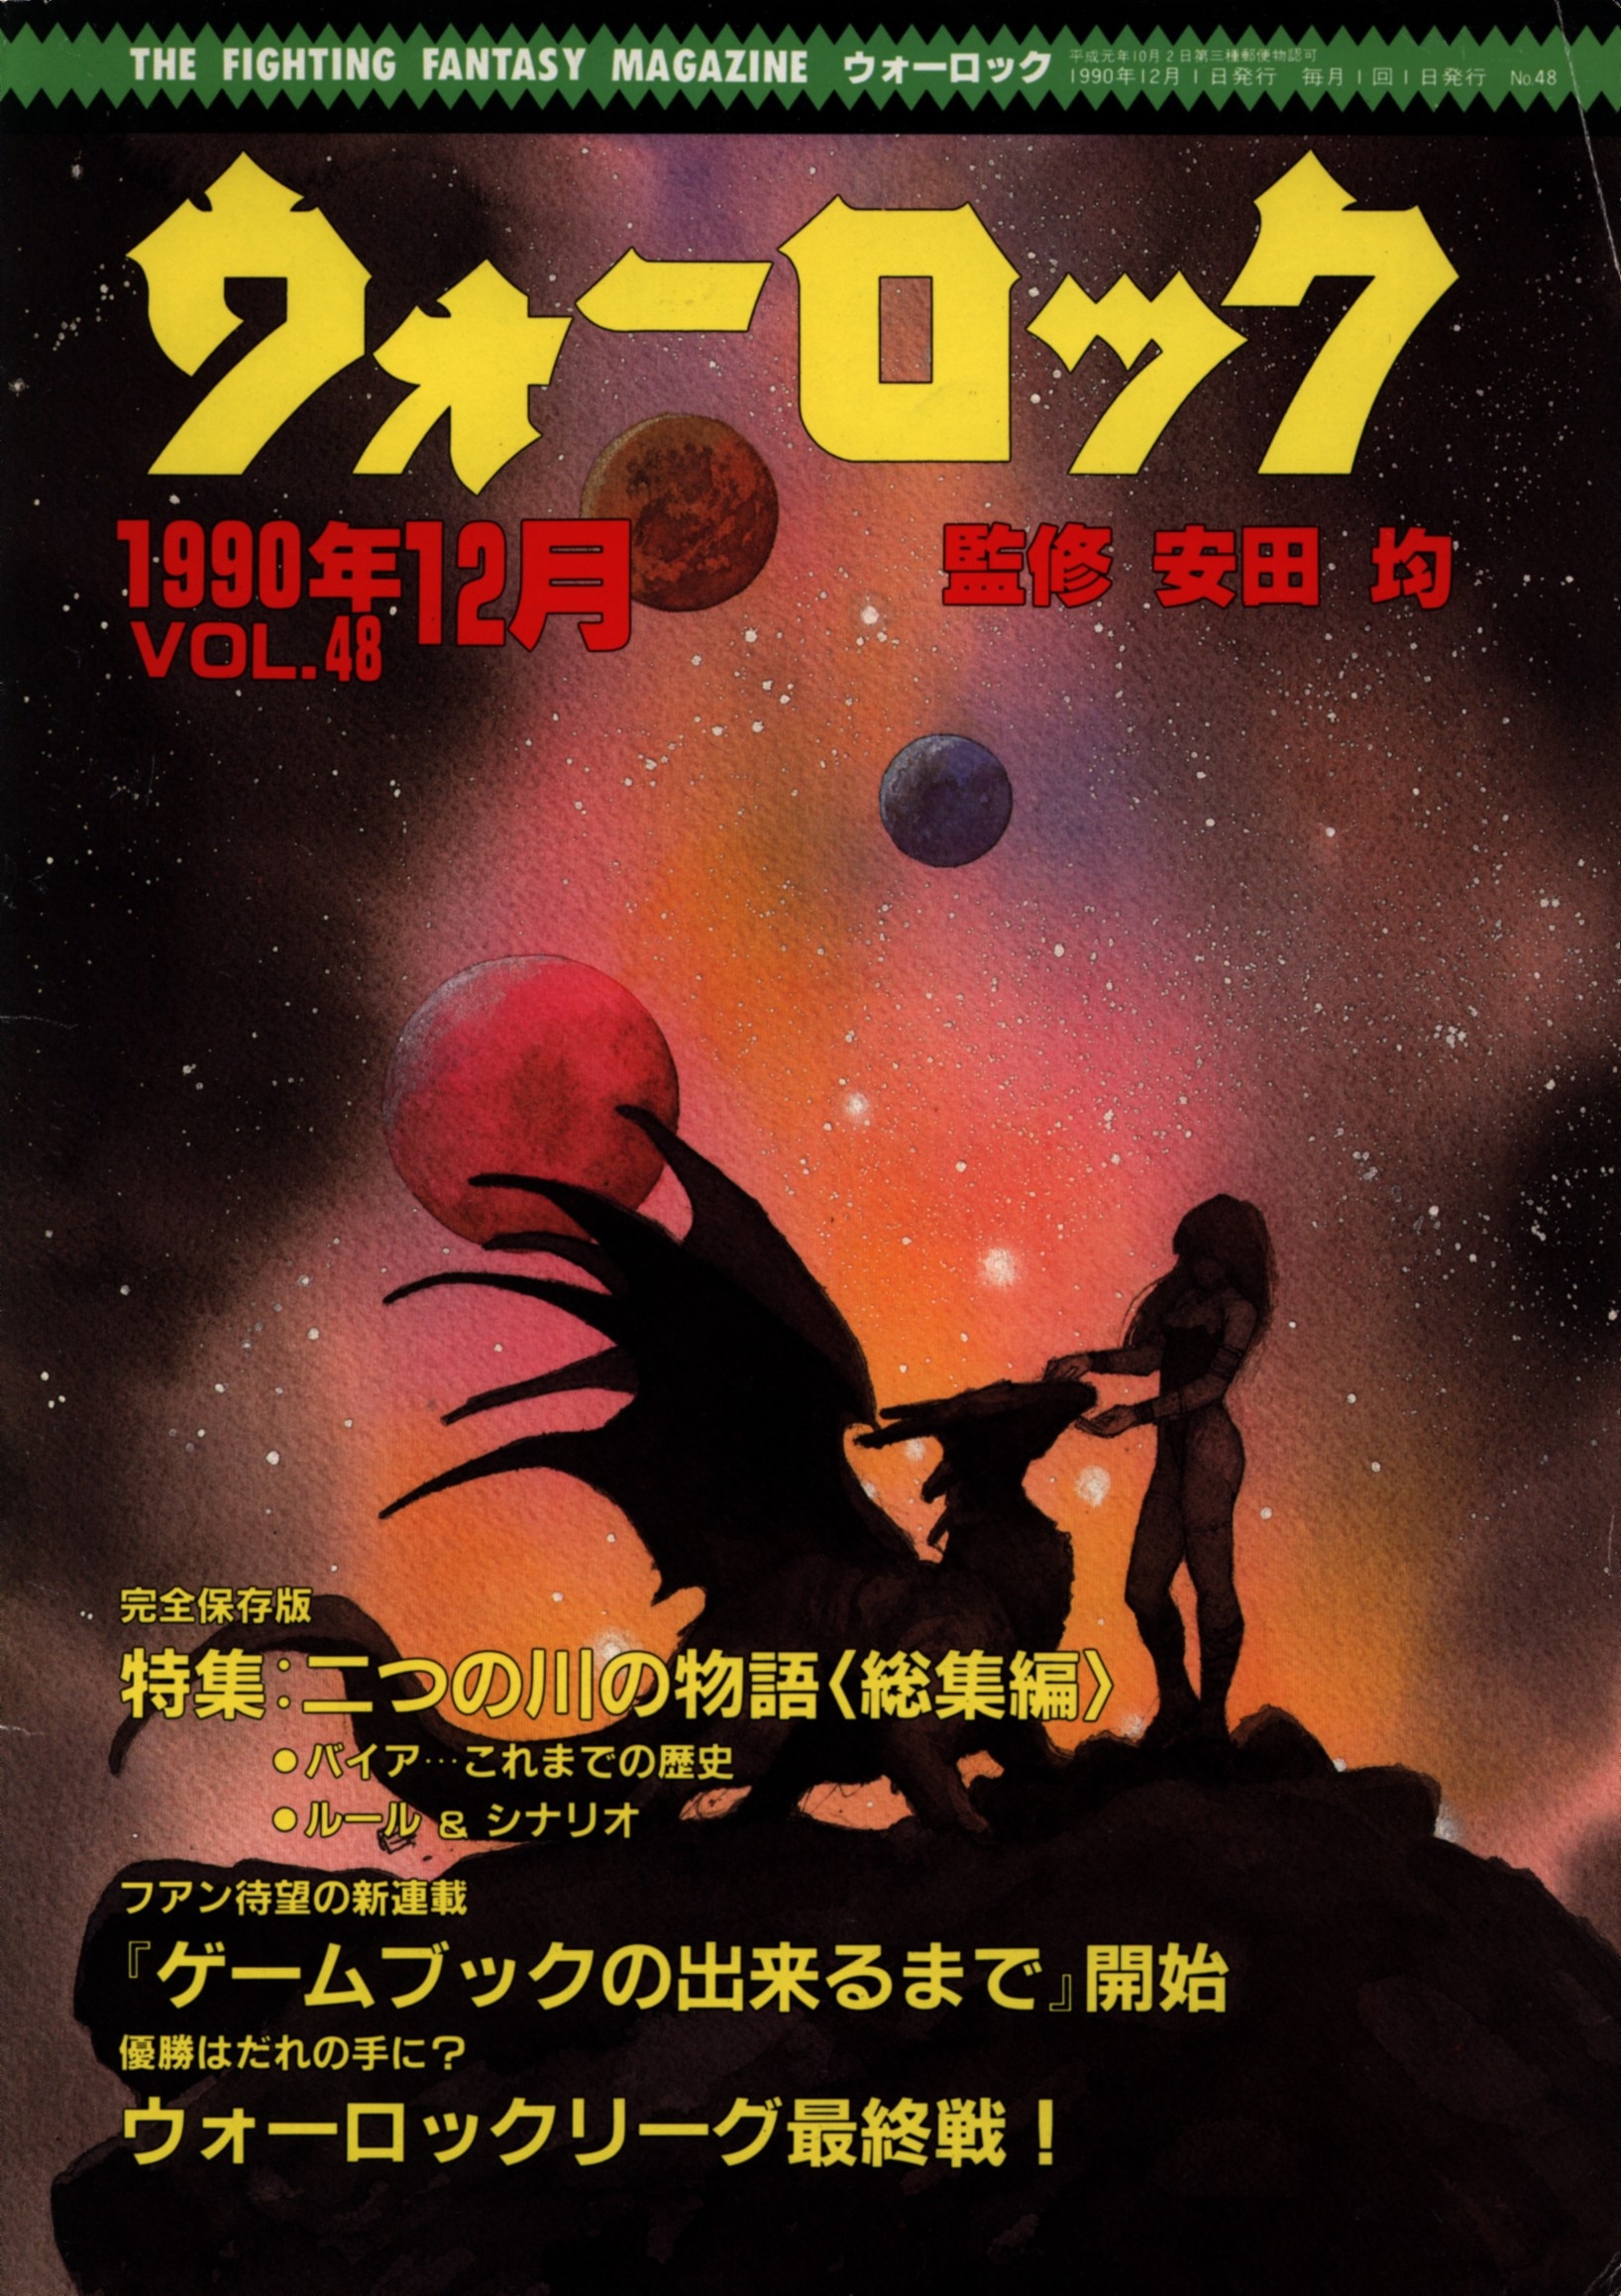 THE FIGHTING FANTASY MAGAZINE ウォーロック
平成元年10月2日第三種郵便物認可
1990年12月1日発行 毎月1回1日発行 No.48
ウォーロック
1990年12月
VOL.48
監修 安田 均
完全保存版
特集:二つの川の物語〈総集編〉
●バイア…これまでの歴史
●ルール & シナリオ
フアン待望の新連載
『ゲームブックの出来るまで』開始
優勝はだれの手に?
ウォーロックリーグ最終戦!